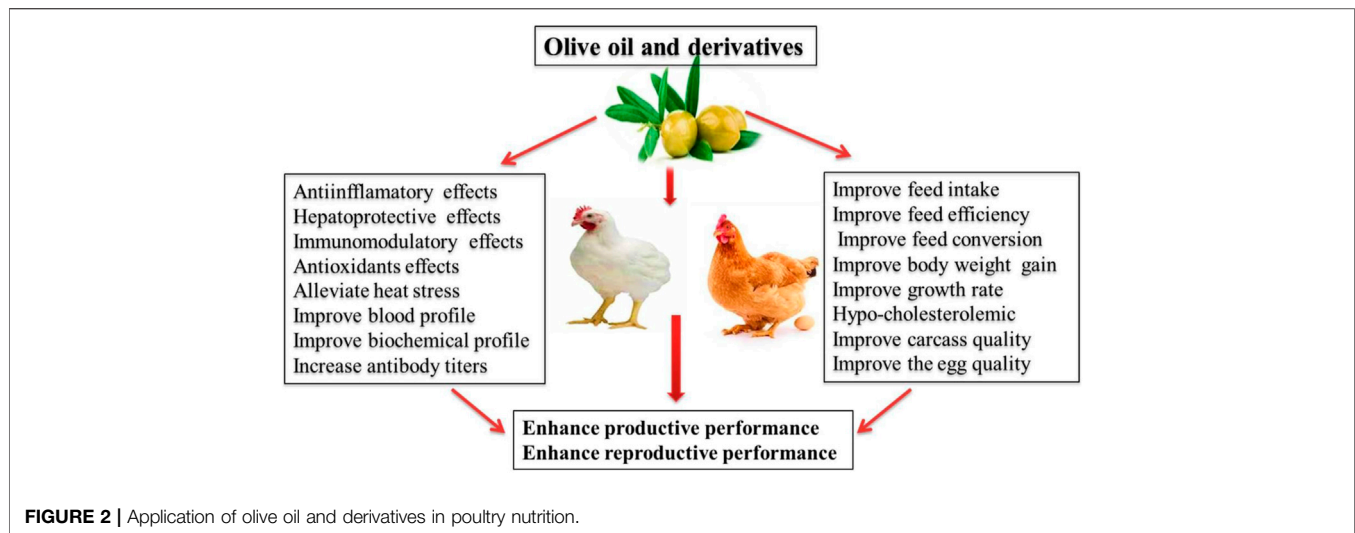 Olive oil and derivatives
Antiinfflamatory effects
Hepatoprotective effects
Immunomodulatory effects
Antioxidants effects
Alleviate heat stress
Improve blood profile
Improve biochemical profile
Increase antibody titers
Improve feed intake
Improve feed efficiency
Improve feed conversion
Improve body weight gain
Improve growth rate
Hypo-cholesterolemic
Improve carcass quality
Improve the egg quality
Enhance productive performance
Enhance reproductive performance
FIGURE 2 | Application of olive oil and derivatives in poultry nutrition.